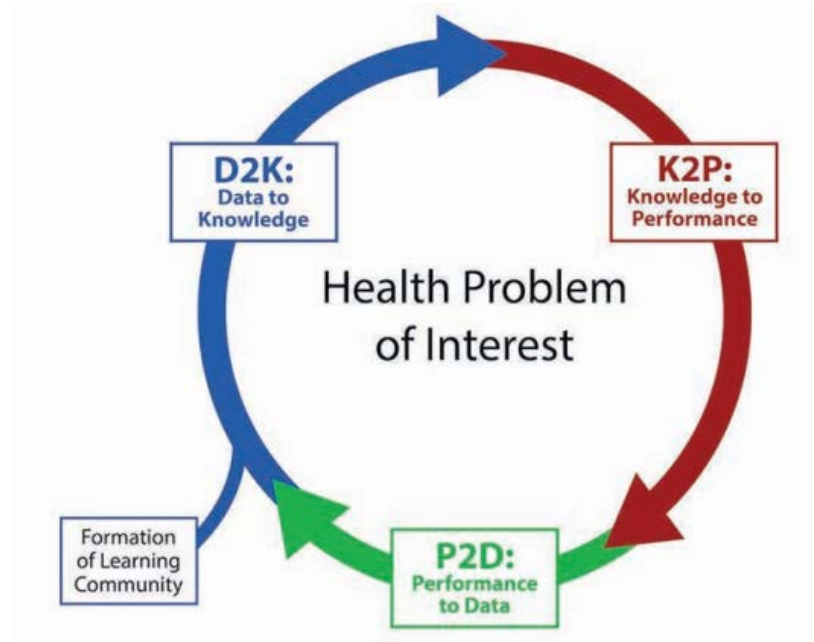 D2K:
Data to
Knowledge
K2P:
Knowledge to
Performance
Health Problem
of Interest
Formation
of Learning
Community
P2D:
Performance
to Data